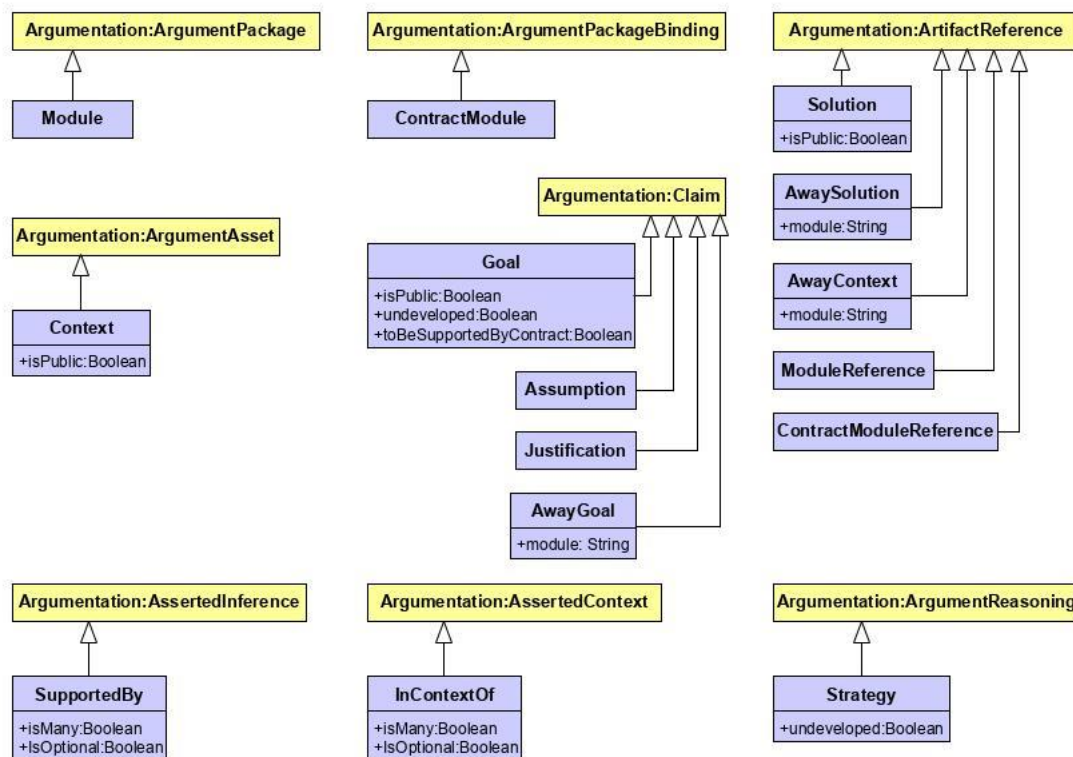 Argumentation:ArgumentPackage
Module
Argumentation:ArgumentPackageBinding
ContractModule
Argumentation:ArtifactReference
Solution
+isPublic:Boolean
AwaySolution
+module:String
AwayContext
+module:String
ModuleReference
ContractModuleReference
Argumentation:ArgumentAsset
Context
+isPublic:Boolean
Argumentation:Claim
Goal
+isPublic:Boolean
+undeveloped:Boolean
+toBeSupportedByContract:Boolean
Assumption
Justification
AwayGoal
+module: String
Argumentation:AssertedInference
SupportedBy
+isMany:Boolean
+IsOptional:Boolean
Argumentation:AssertedContext
InContextOf
+isMany:Boolean
+IsOptional:Boolean
Argumentation:ArgumentReasoning
Strategy
+undeveloped:Boolean